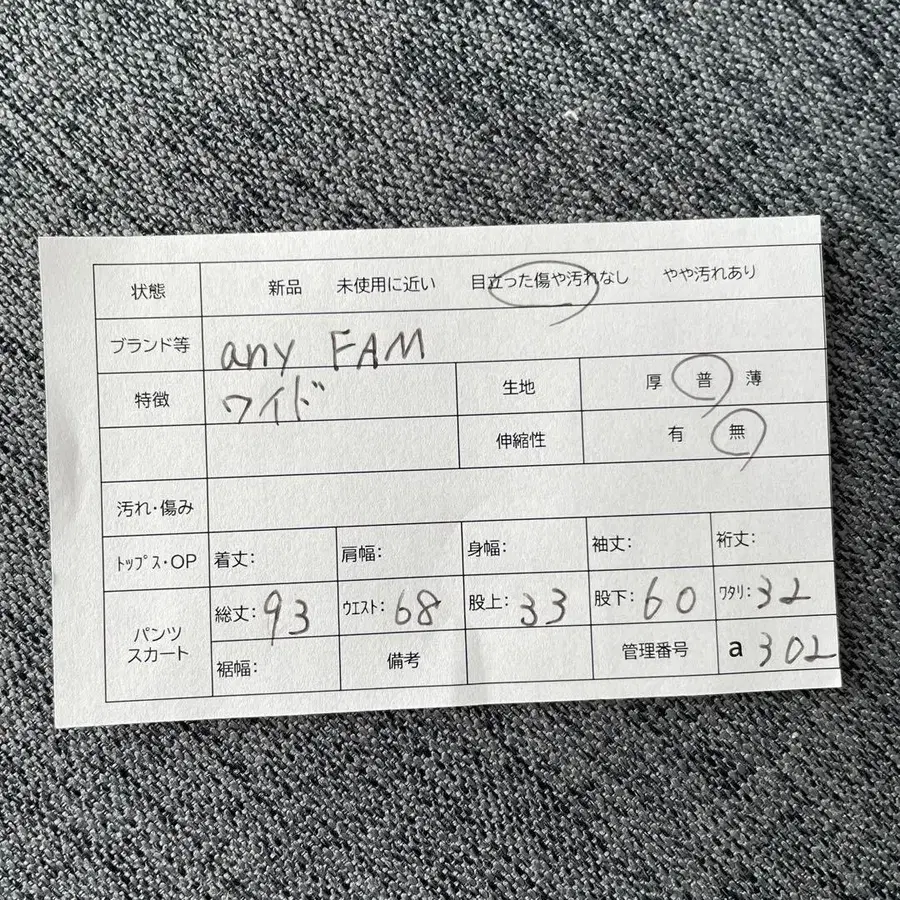 状態 新品 未使用に近い 目立った傷や汚れなし やや汚れあり
ブランド等 any FAM
特徴 ワイド 生地 厚 普 薄
伸縮性 有 無
汚れ・傷み
トップス・OP 着丈: 肩幅: 身幅: 袖丈: 裄丈:
パンツ スカート 総丈: 93 ウエスト: 68 股上: 33 股下: 60 ワタリ: 32
裾幅: 備考 管理番号 a 302